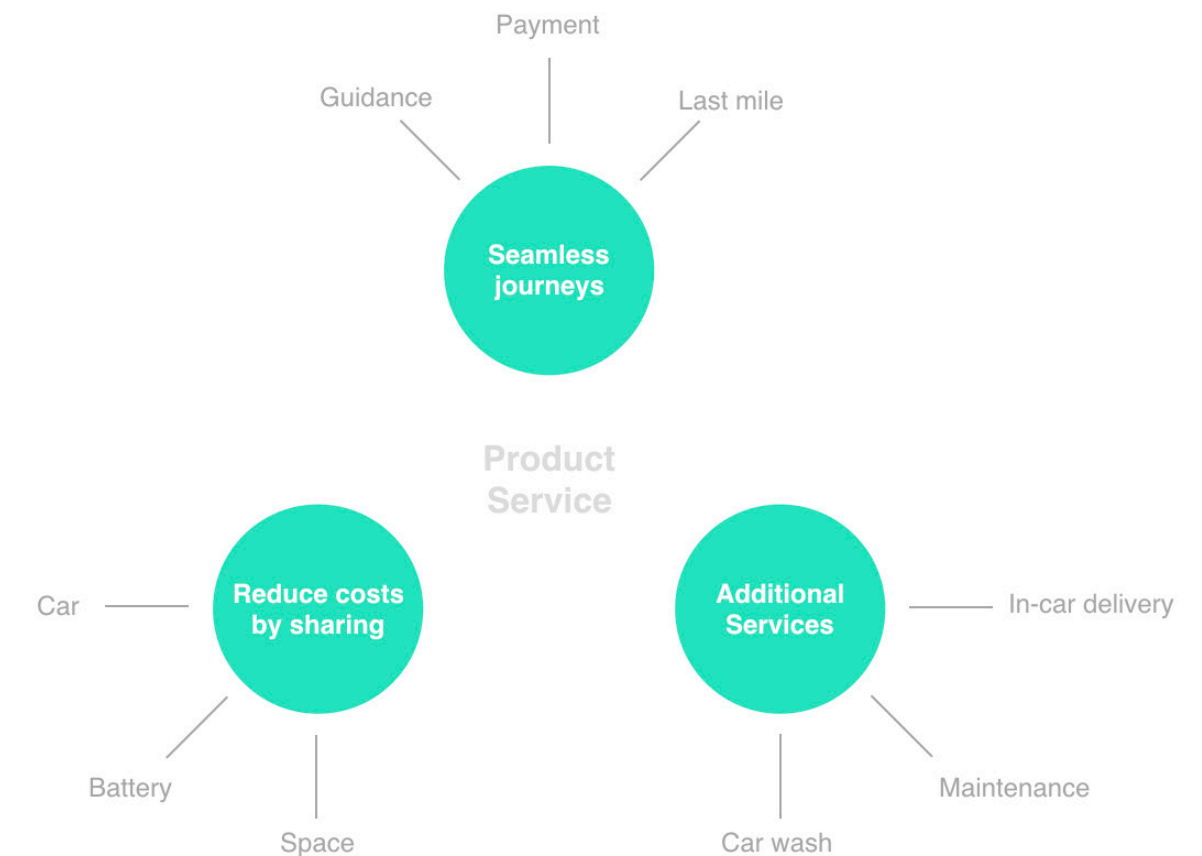 Payment
Guidance
Last mile
Seamless
journeys
Product
Service
Car
Reduce costs
by sharing
Additional
Services
In-car delivery
Battery
Maintenance
Space
Car wash